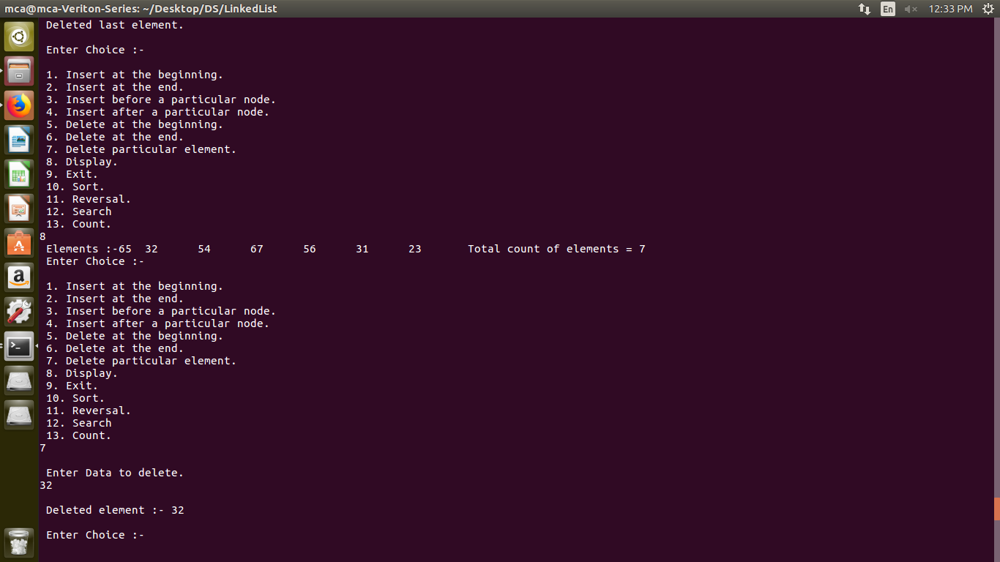 mca@mca-Veriton-Series: ~/Desktop/DS/LinkedList En 12:33 PM
Deleted last element.
Enter Choice :-
1. Insert at the beginning.
2. Insert at the end.
3. Insert before a particular node.
4. Insert after a particular node.
5. Delete at the beginning.
6. Delete at the end.
7. Delete particular element.
8. Display.
9. Exit.
10. Sort.
11. Reversal.
12. Search
13. Count.
8
Elements :-65 32 54 67 56 31 23 Total count of elements = 7
Enter Choice :-
1. Insert at the beginning.
2. Insert at the end.
3. Insert before a particular node.
4. Insert after a particular node.
5. Delete at the beginning.
6. Delete at the end.
7. Delete particular element.
8. Display.
9. Exit.
10. Sort.
11. Reversal.
12. Search
13. Count.
7
Enter Data to delete.
32
Deleted element :- 32
Enter Choice :-